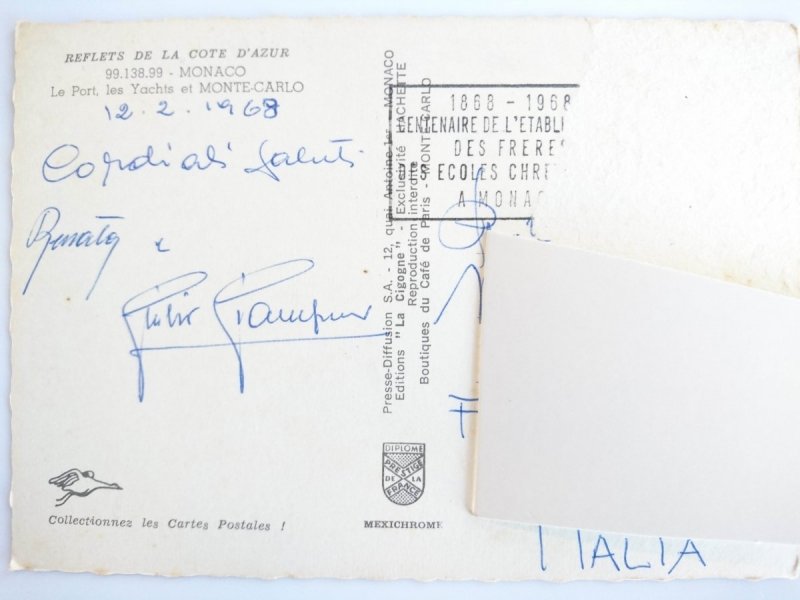 REFLETS DE LA COTE D'AZUR
99.138.99 - MONACO
Le Port, les Yachts et MONTE-CARLO
12.2.1968
Cordiali saluti
Renata e
Giulio
Collectionnez les Cartes Postales !
Presse-Diffusion S.A. - 12, quai Antoine-1er - MONACO
Editions "La Cigogne" - Exclusivité HACHETTE
Reproduction interdite
Boutiques du Café de Paris - MONTE-CARLO
DIPLOME
PRESTIGE
DE LA
FRANCE
MEXICHROME
1868 - 1968
CENTENAIRE DE L'ETABLI
DES FRERES
ECOLES CHRE
A MONAC
ITALIA